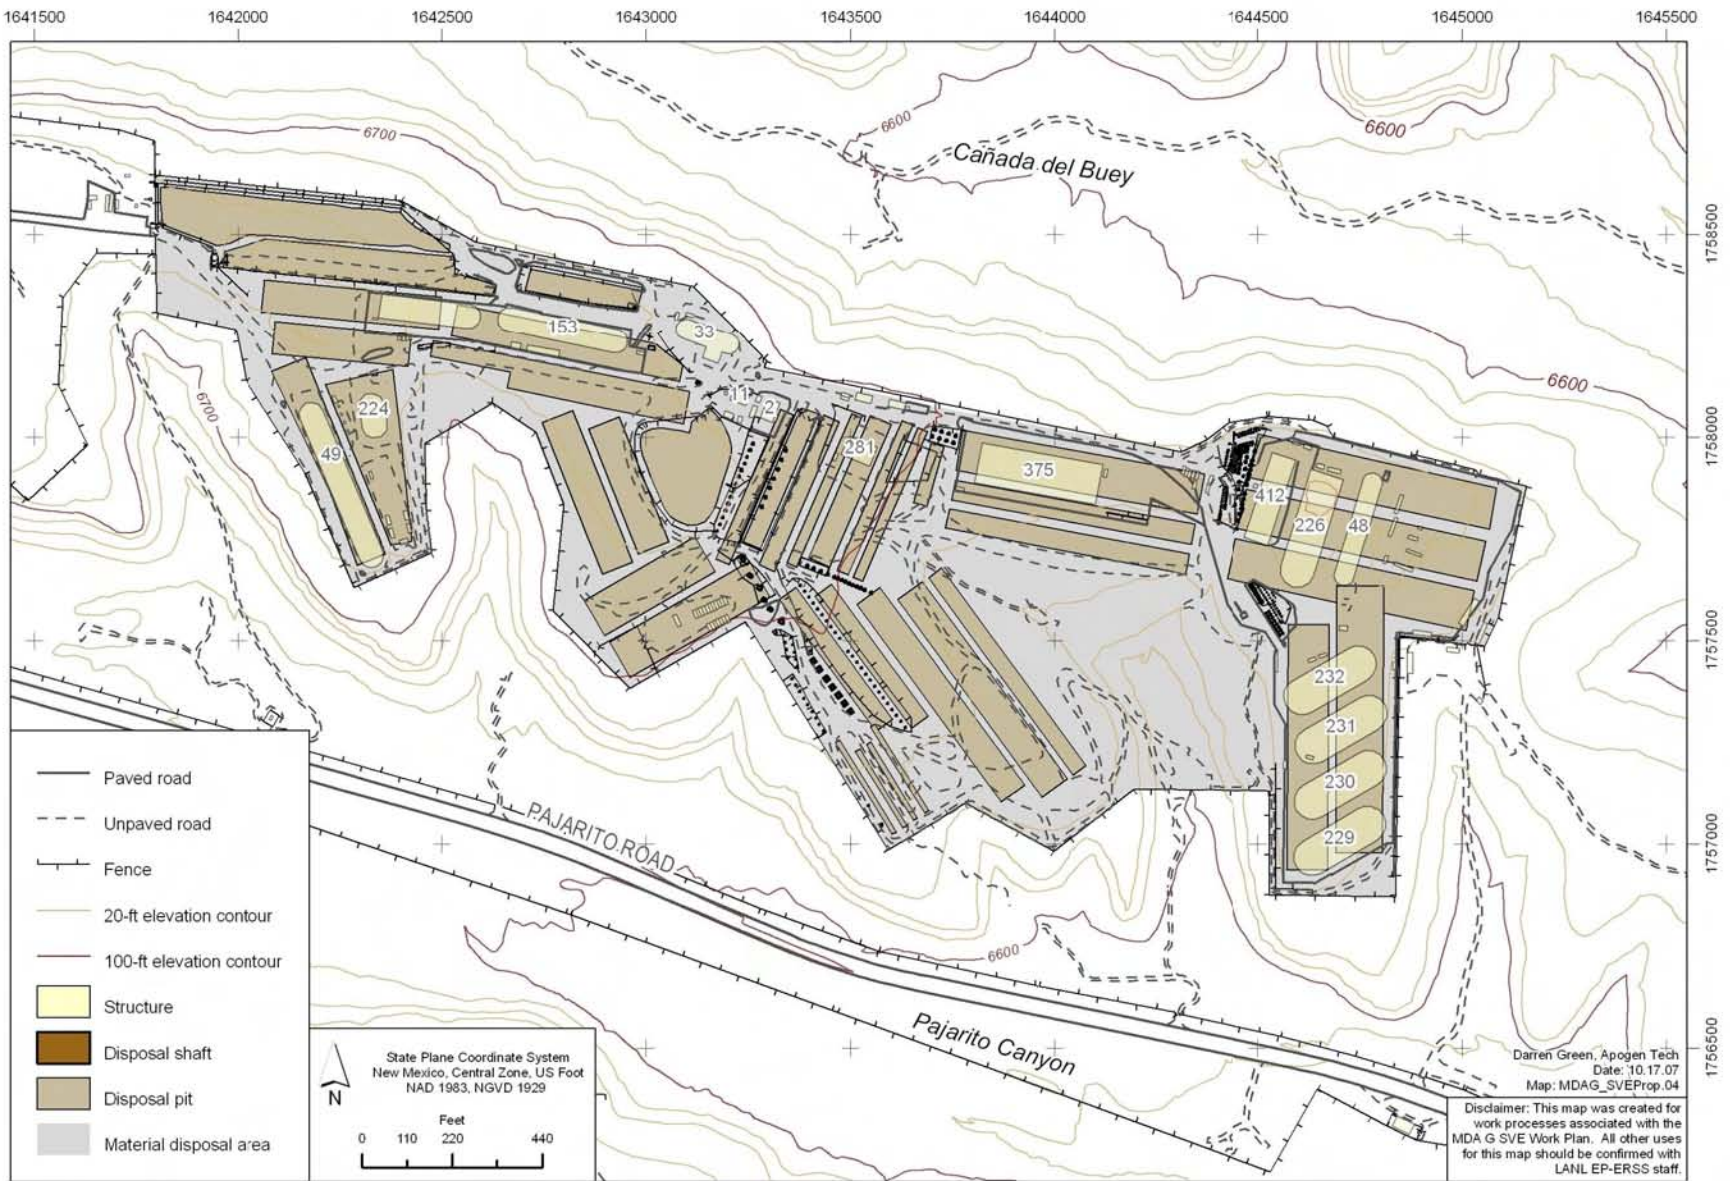 1641500 1642000 1642500 1643000 1643500 1644000 1644500 1645000 1645500
6700
6600
6600
Cañada del Buey
1758500
153
33
6600
6700
224
11
2
1758000
49
281
375
412
226
48
1757500
232
231
230
229
1757000
PAJARITO ROAD
6600
Pajarito Canyon
1756500
Paved road
Unpaved road
Fence
20-ft elevation contour
100-ft elevation contour
Structure
Disposal shaft
Disposal pit
Material disposal area
N
State Plane Coordinate System
New Mexico, Central Zone, US Foot
NAD 1983, NGVD 1929
Feet
0 110 220 440
Darren Green, Apogen Tech
Date: 10.17.07
Map: MDAG_SVEProp.04
Disclaimer: This map was created for
work processes associated with the
MDA G SVE Work Plan. All other uses
for this map should be confirmed with
LANL EP-ERSS staff.